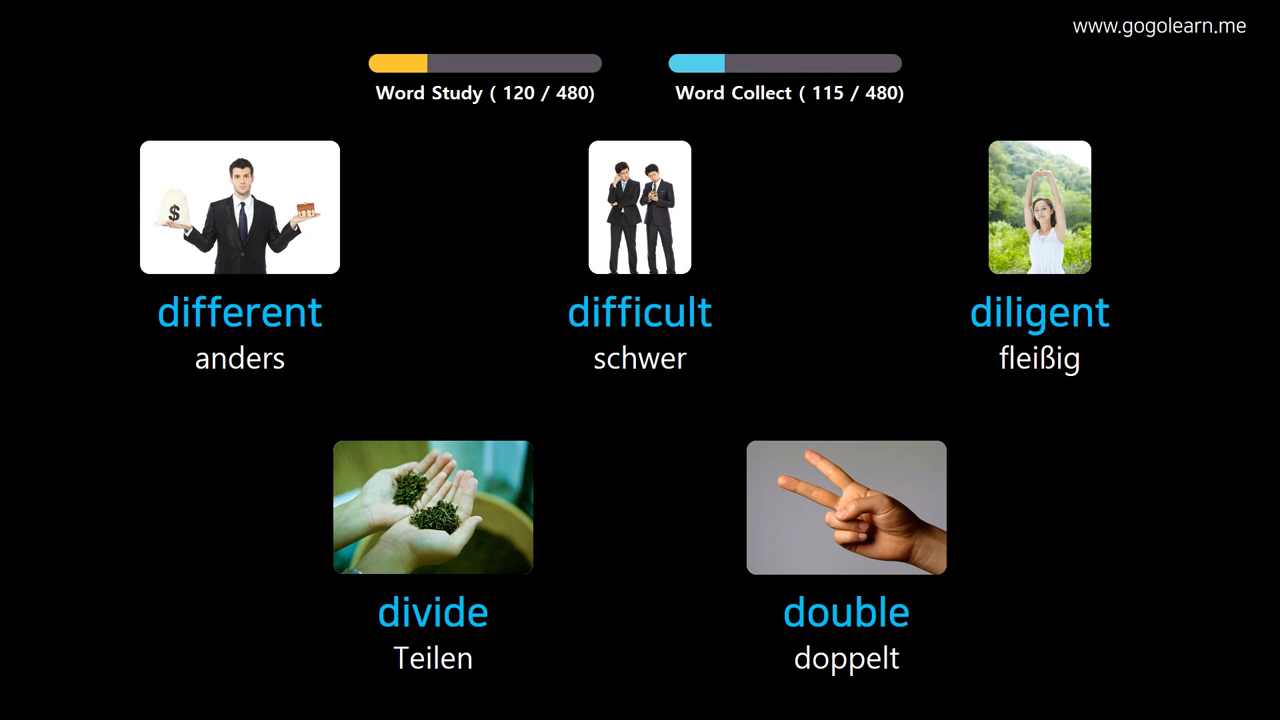 www.gogolearn.me
Word Study ( 120 / 480)
Word Collect ( 115 / 480)
$
different
anders
difficult
schwer
diligent
fleißig
divide
Teilen
double
doppelt